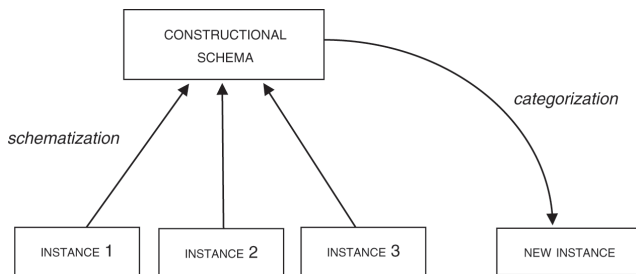 CONSTRUCTIONAL
SCHEMA
categorization
schematization
INSTANCE 1
INSTANCE 2
INSTANCE 3
NEW INSTANCE